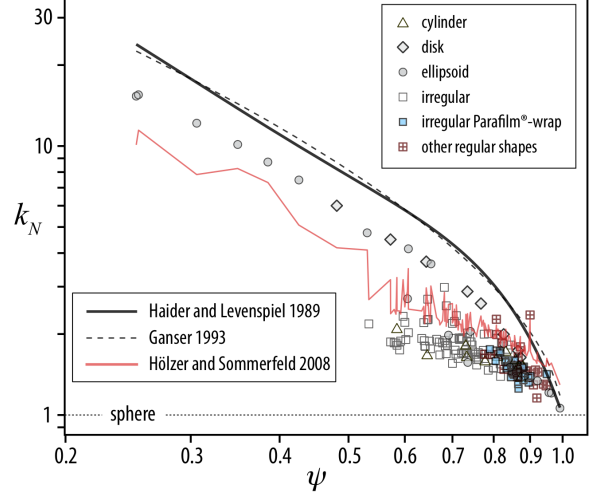 30
10
1
k_N
cylinder
disk
ellipsoid
irregular
irregular Parafilm®-wrap
other regular shapes
Haider and Levenspiel 1989
Ganser 1993
Hölzer and Sommerfeld 2008
sphere
0.2 0.3 0.4 0.5 0.6 0.7 0.8 0.9 1.0
ψ